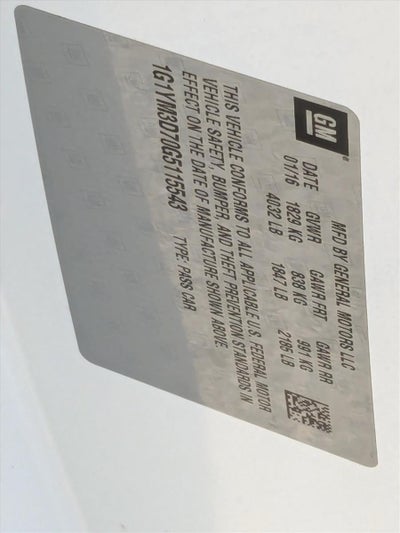 GM
MFD BY GENERAL MOTORS LLC
DATE GVWR GAWR FRT GAWR RR
01/16 1829 KG 838 KG 991 KG
4032 LB 1847 LB 2185 LB
THIS VEHICLE CONFORMS TO ALL APPLICABLE U.S. FEDERAL MOTOR
VEHICLE SAFETY, BUMPER, AND THEFT PREVENTION STANDARDS IN
EFFECT ON THE DATE OF MANUFACTURE SHOWN ABOVE.
1G1YM3D70G5115543 TYPE: PASS CAR